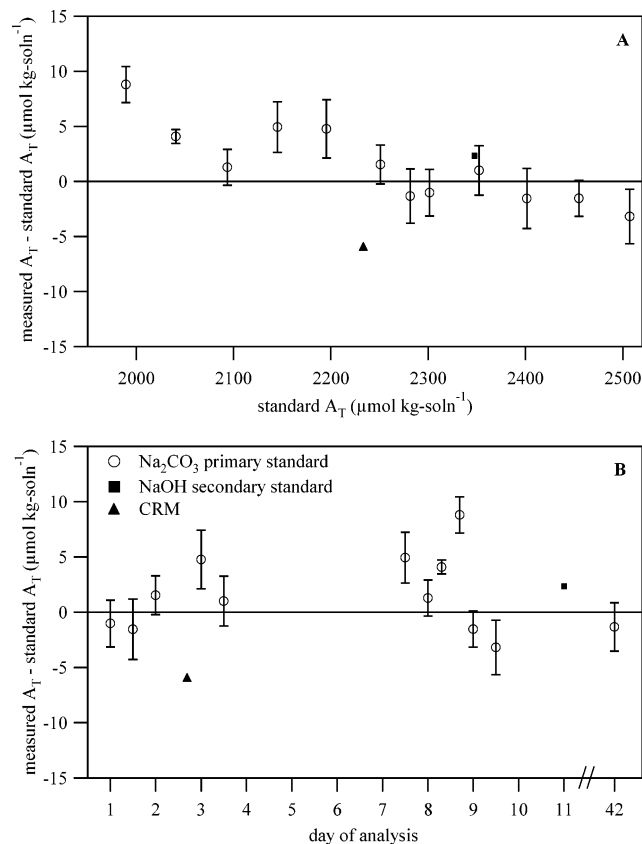 A
measured A_T - standard A_T (µmol kg-soln⁻¹)
15
10
5
0
-5
-10
-15
2000 2100 2200 2300 2400 2500
standard A_T (µmol kg-soln⁻¹)
B
measured A_T - standard A_T (µmol kg-soln⁻¹)
15
10
5
0
-5
-10
-15
Na₂CO₃ primary standard
NaOH secondary standard
CRM
1 2 3 4 5 6 7 8 9 10 11 42
day of analysis